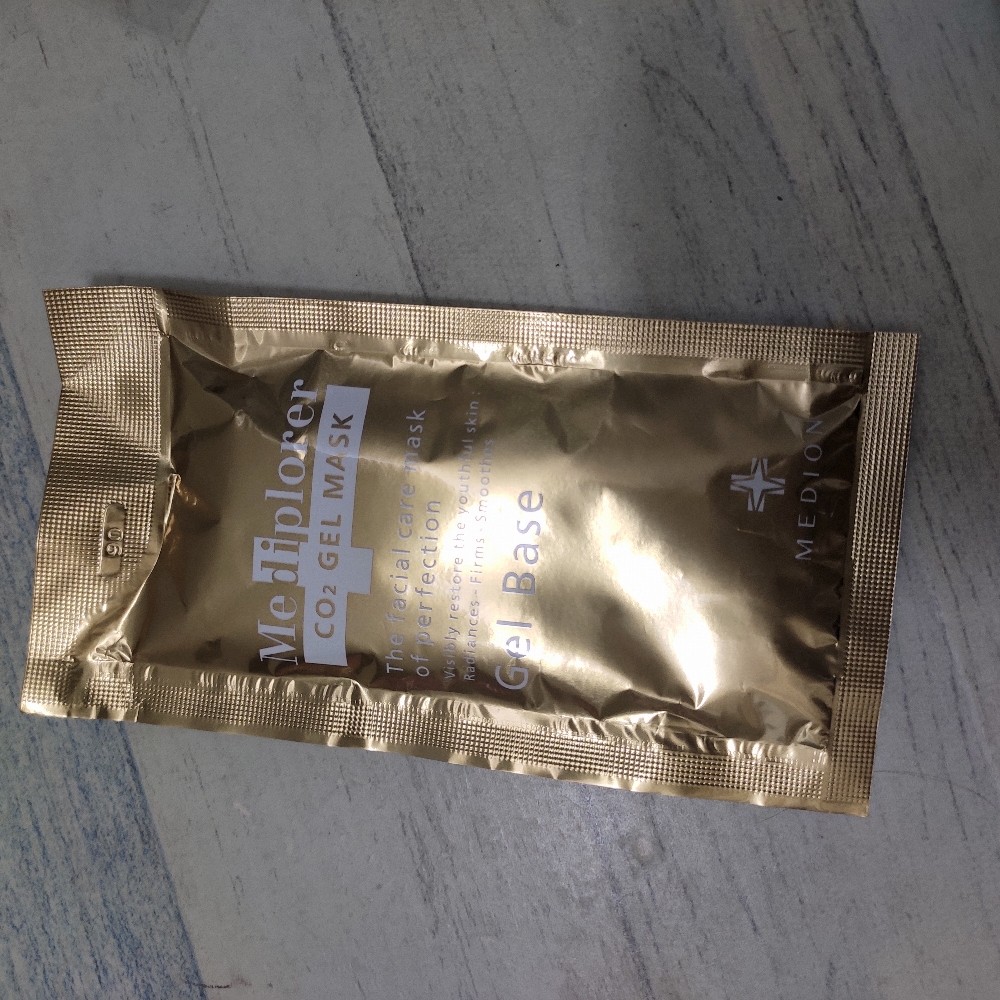 Mediplorer
CO2 GEL MASK
The facial care mask
of perfection
Visibly restore the youthful skin :
Radiances · Firms · Smoothes
Gel Base
MEDION